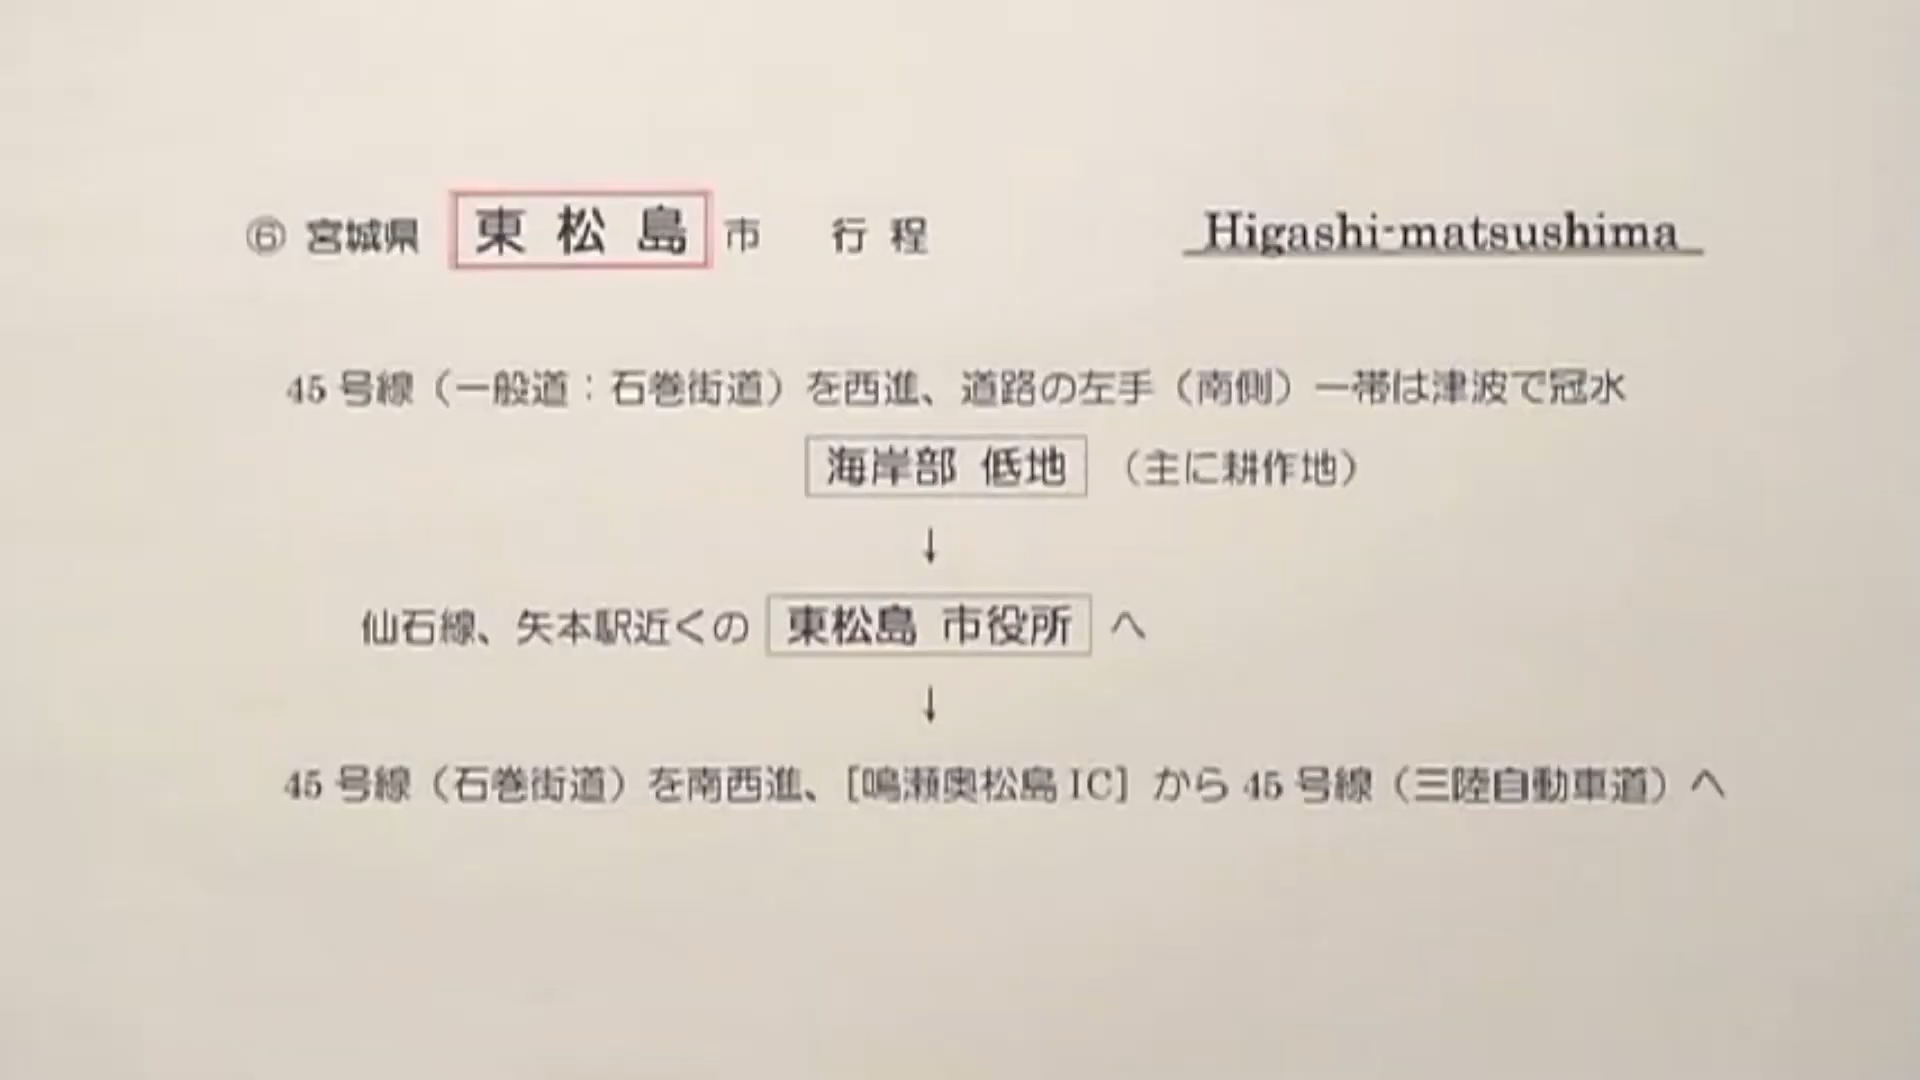 ⑥ 宮城県 東松島 市 行程 Higashi-matsushima
45 号線（一般道：石巻街道）を西進、道路の左手（南側）一帯は津波で冠水
海岸部 低地 （主に耕作地）
↓
仙石線、矢本駅近くの 東松島 市役所 へ
↓
45 号線（石巻街道）を南西進、［鳴瀬奥松島 IC］から 45 号線（三陸自動車道）へ